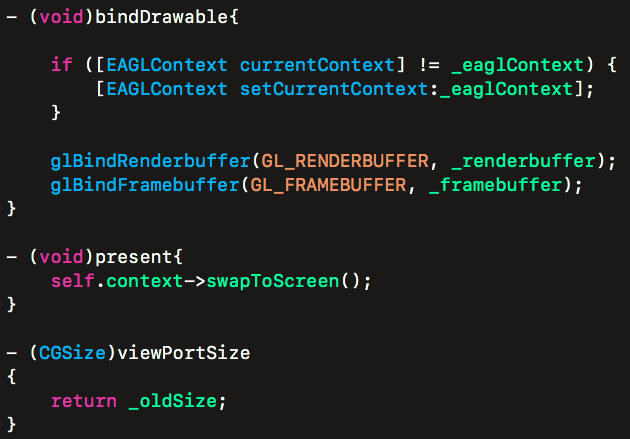 - (void)bindDrawable{
if ([EAGLContext currentContext] != _eaglContext) {
[EAGLContext setCurrentContext:_eaglContext];
}
glBindRenderbuffer(GL_RENDERBUFFER, _renderbuffer);
glBindFramebuffer(GL_FRAMEBUFFER, _framebuffer);
}
- (void)present{
self.context->swapToScreen();
}
- (CGSize)viewPortSize
{
return _oldSize;
}